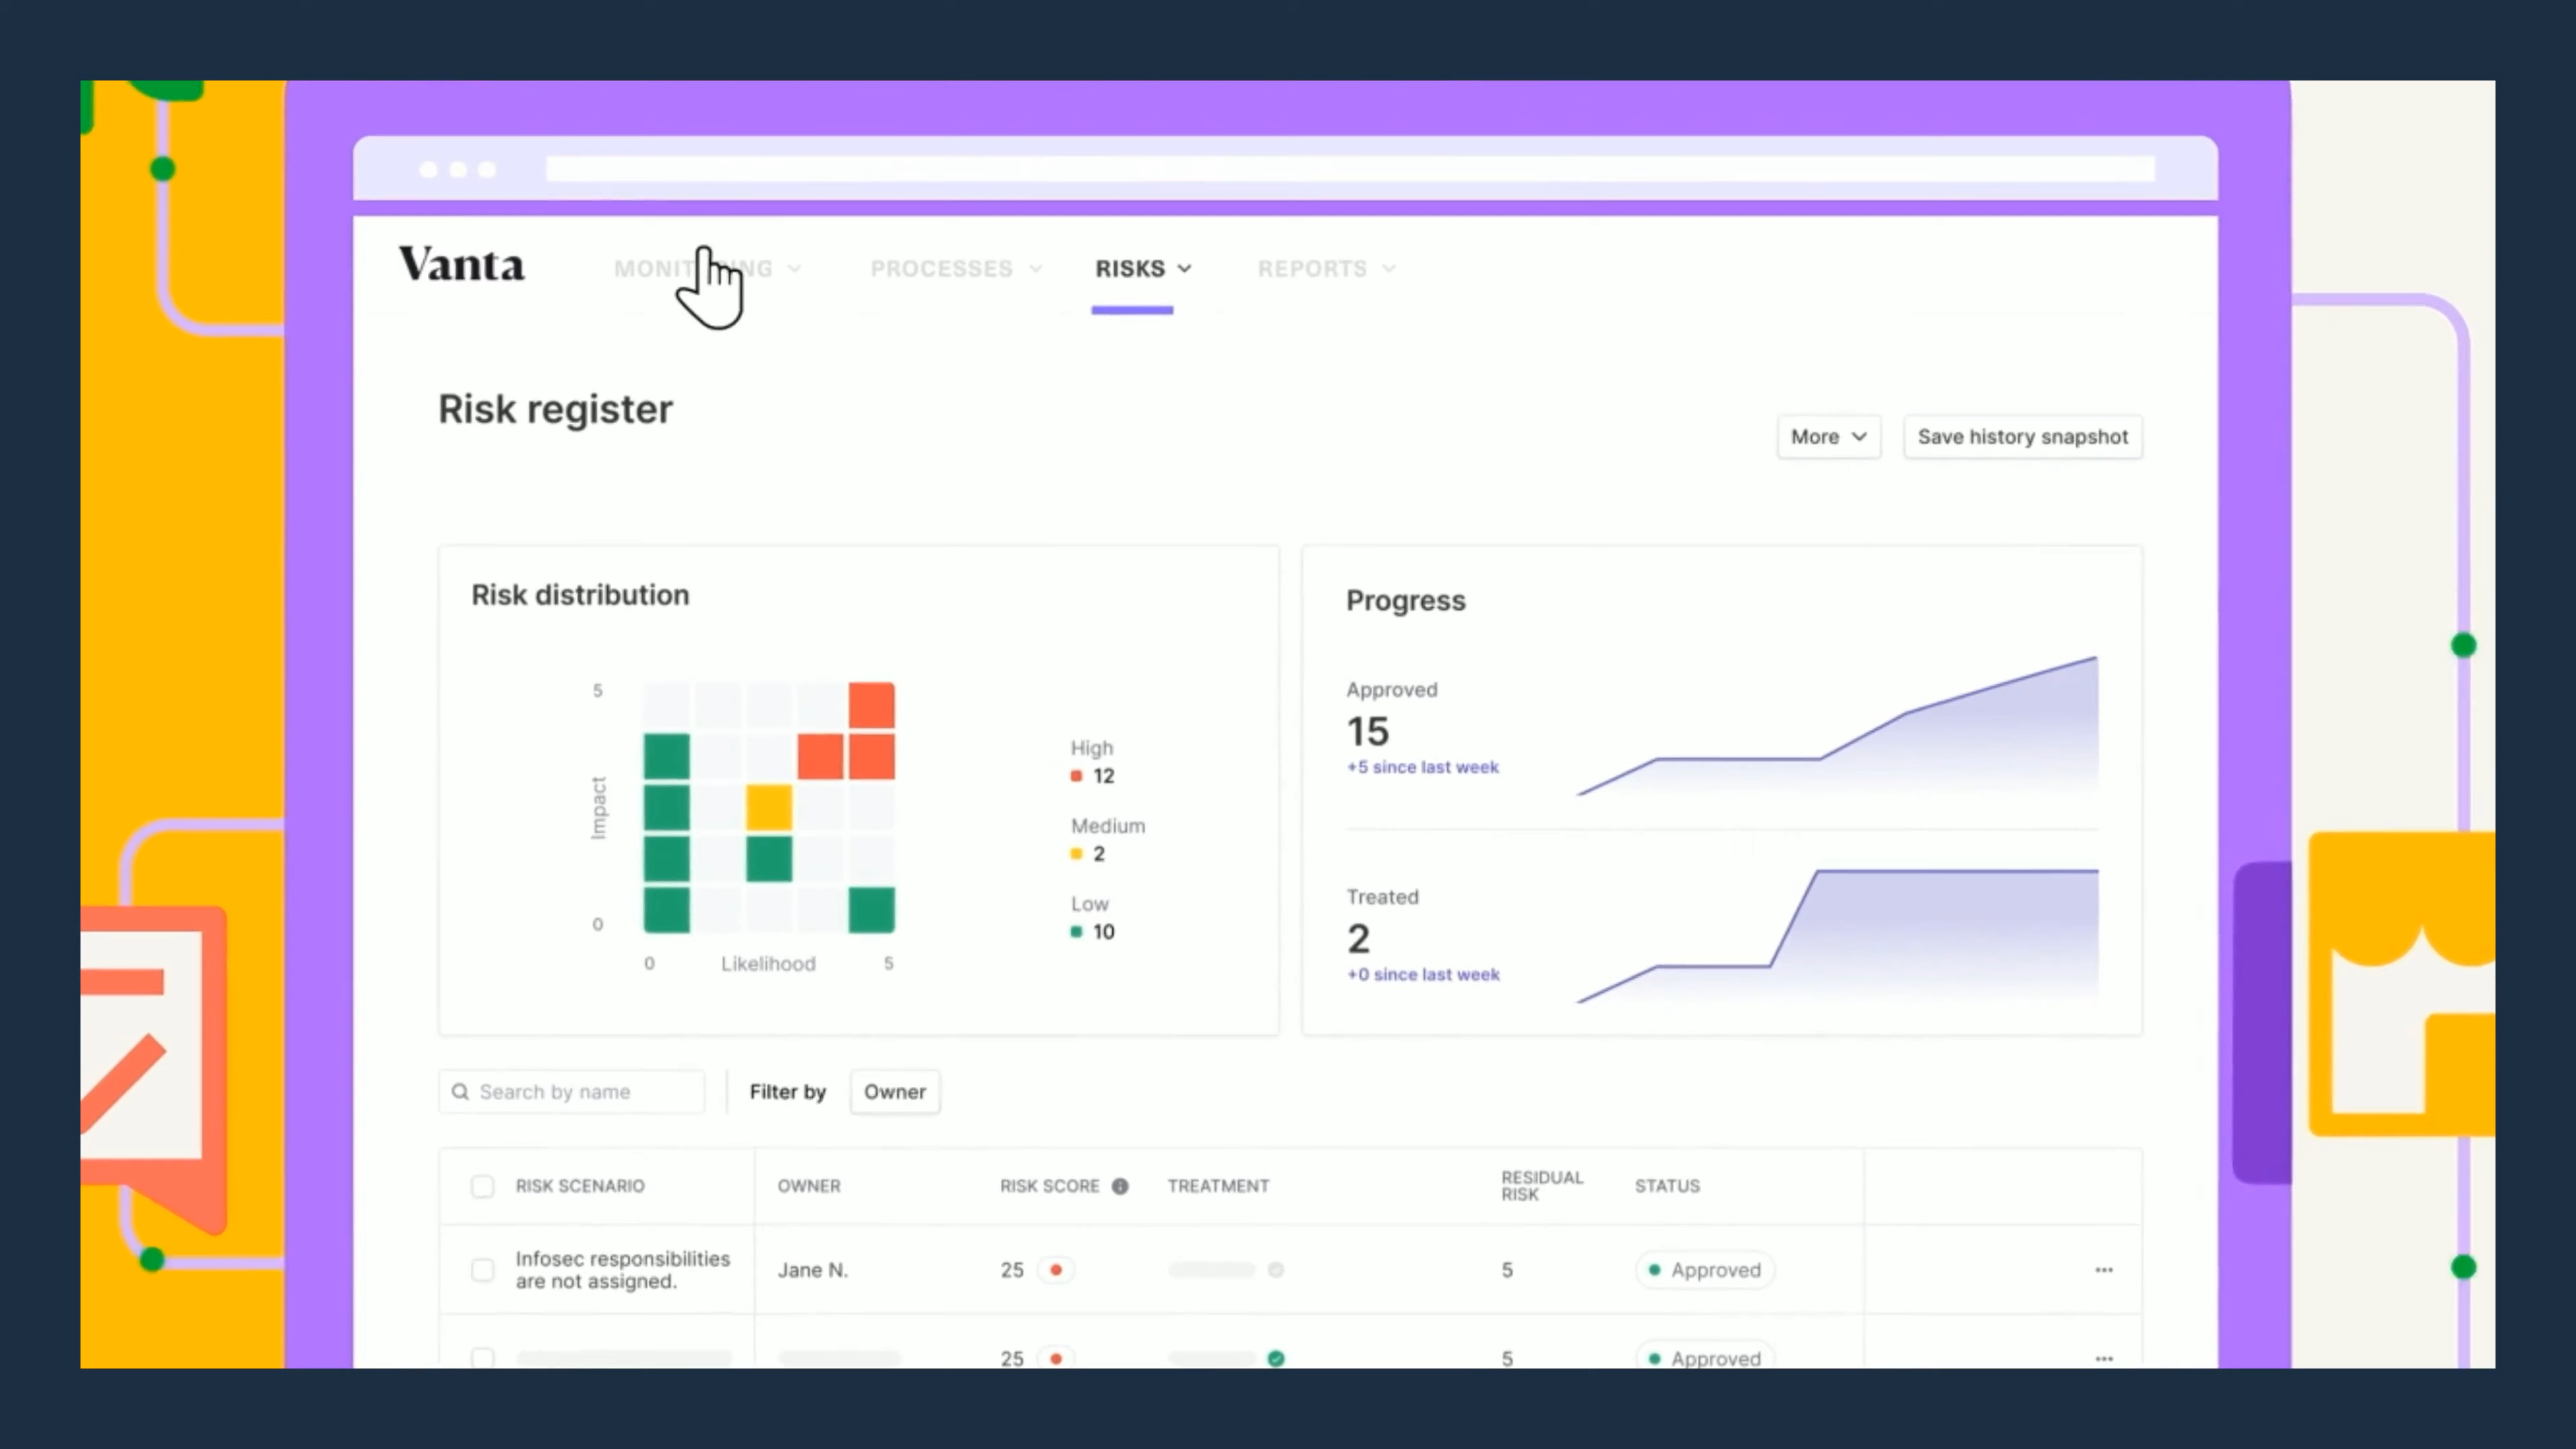 Vanta
MONITORING
PROCESSES
RISKS
REPORTS
Risk register
More
Save history snapshot
Risk distribution
5
Impact
0
0
Likelihood
5
High
12
Medium
2
Low
10
Progress
Approved
15
+5 since last week
Treated
2
+0 since last week
Search by name
Filter by
Owner
RISK SCENARIO
OWNER
RISK SCORE
TREATMENT
RESIDUAL
RISK
STATUS
Infosec responsibilities
are not assigned.
Jane N.
25
5
Approved
25
5
Approved